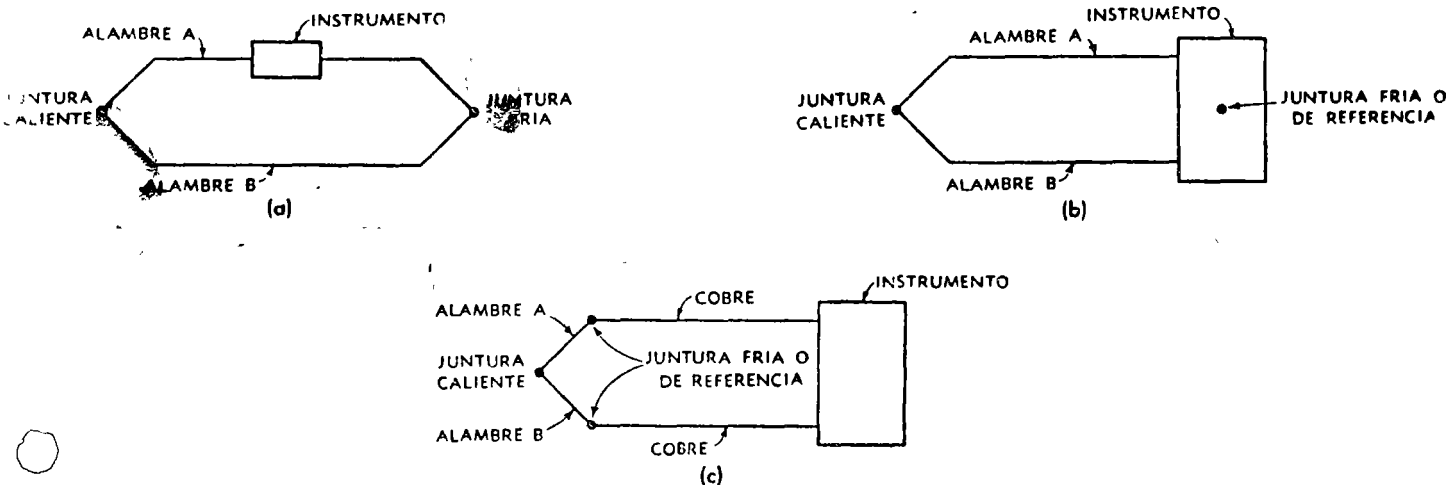 INSTRUMENTO
ALAMBRE A
JUNTURA
CALIENTE
JUNTURA
FRIA
ALAMBRE B
(a)
INSTRUMENTO
ALAMBRE A
JUNTURA
CALIENTE
JUNTURA FRIA O
DE REFERENCIA
ALAMBRE B
(b)
INSTRUMENTO
COBRE
ALAMBRE A
JUNTURA
CALIENTE
JUNTURA FRIA O
DE REFERENCIA
ALAMBRE B
COBRE
(c)